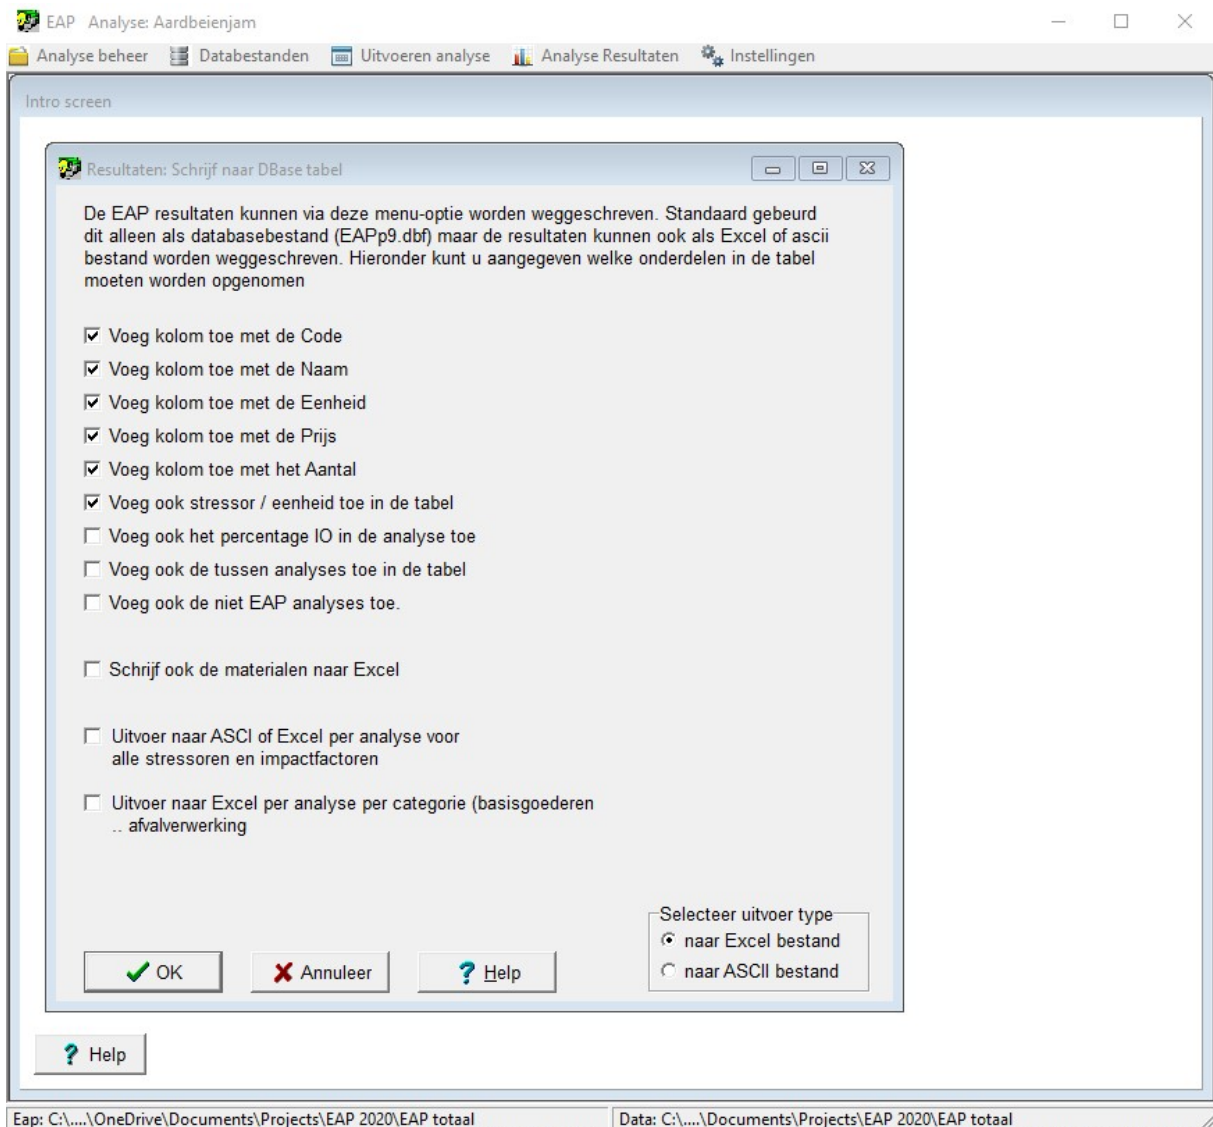 EAP Analyse: Aardbeienjam
Analyse beheer Databestanden Uitvoeren analyse Analyse Resultaten Instellingen
Intro screen
Resultaten: Schrijf naar DBase tabel
De EAP resultaten kunnen via deze menu-optie worden weggeschreven. Standaard gebeurd
dit alleen als databasebestand (EAPp9.dbf) maar de resultaten kunnen ook als Excel of ascii
bestand worden weggeschreven. Hieronder kunt u aangegeven welke onderdelen in de tabel
moeten worden opgenomen
Voeg kolom toe met de Code
Voeg kolom toe met de Naam
Voeg kolom toe met de Eenheid
Voeg kolom toe met de Prijs
Voeg kolom toe met het Aantal
Voeg ook stressor / eenheid toe in de tabel
Voeg ook het percentage IO in de analyse toe
Voeg ook de tussen analyses toe in de tabel
Voeg ook de niet EAP analyses toe.
Schrijf ook de materialen naar Excel
Uitvoer naar ASCI of Excel per analyse voor
alle stressoren en impactfactoren
Uitvoer naar Excel per analyse per categorie (basisgoederen
.. afvalverwerking
Selecteer uitvoer type
naar Excel bestand
naar ASCII bestand
OK Annuleer Help
Help
Eap: C:\....\OneDrive\Documents\Projects\EAP 2020\EAP totaal Data: C:\....\Documents\Projects\EAP 2020\EAP totaal